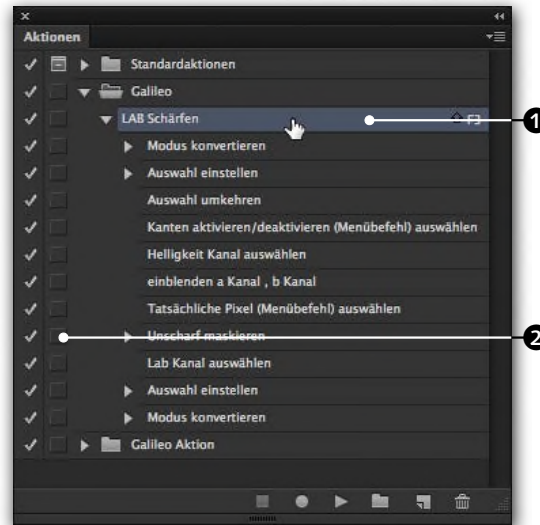 Aktionen
Standardaktionen
Galileo
LAB Schärfen F3
1
Modus konvertieren
Auswahl einstellen
Auswahl umkehren
Kanten aktivieren/deaktivieren (Menübefehl) auswählen
Helligkeit Kanal auswählen
einblenden a Kanal , b Kanal
Tatsächliche Pixel (Menübefehl) auswählen
Unscharf maskieren
2
Lab Kanal auswählen
Auswahl einstellen
Modus konvertieren
Galileo Aktion